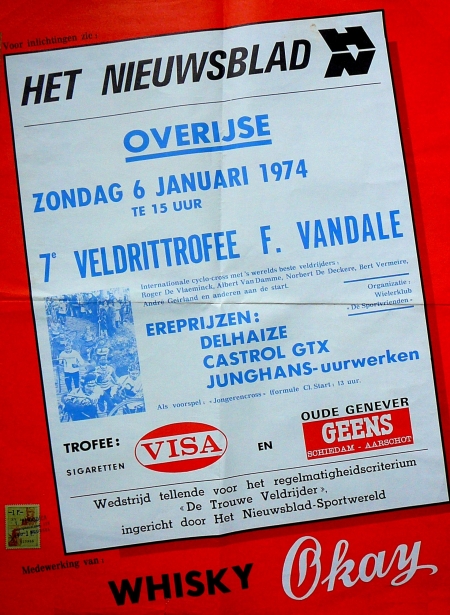 Voor inlichtingen zie:
HET NIEUWSBLAD
OVERIJSE
ZONDAG 6 JANUARI 1974
TE 15 UUR
7e VELDRITTROFEE F. VANDALE
Internationale cyclo-cross met 's werelds beste veldrijders:
Roger De Vlaeminck, Albert Van Damme, Norbert De Deckere, Bert Vermeire,
André Geirland en anderen aan de start.
Organisatie:
Wielerklub
«De Sportvrienden»
EREPRIJZEN:
DELHAIZE
CASTROL GTX
JUNGHANS-uurwerken
Als voorspel: «Jongerencross» (formule C). Start: 13 uur.
TROFEE:
SIGARETTEN
VISA
EN
OUDE GENEVER
GEENS
SCHIEDAM - AARSCHOT
Wedstrijd tellende voor het regelmatigheidscriterium
«De Trouwe Veldrijder»,
ingericht door Het Nieuwsblad-Sportwereld
Medewerking van:
WHISKY Okay